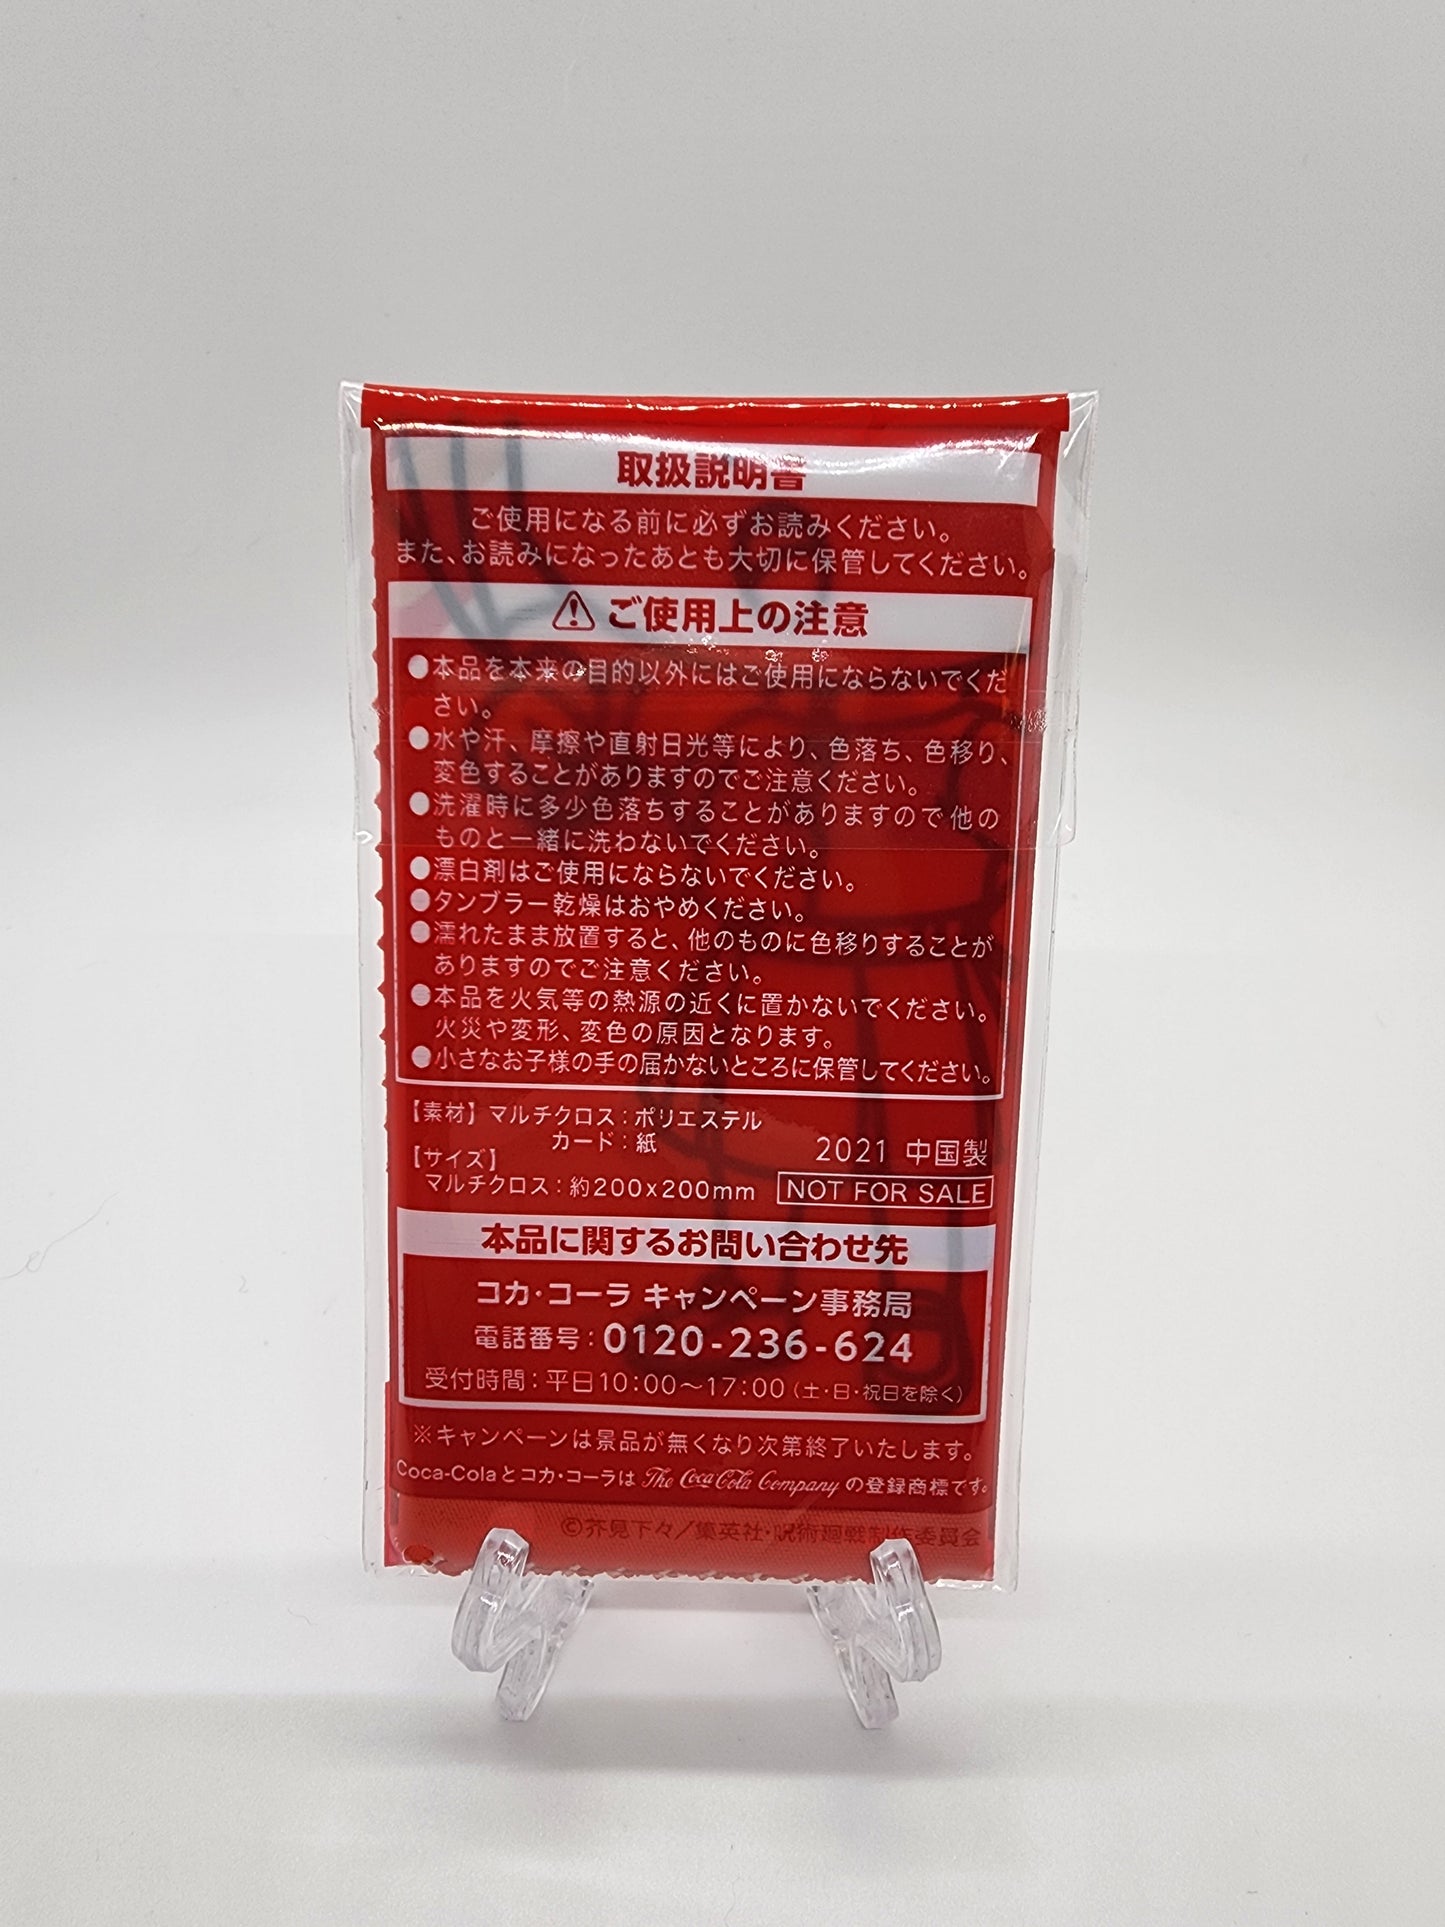 取扱説明書
ご使用になる前に必ずお読みください。
また、お読みになったあとも大切に保管してください。
⚠ ご使用上の注意
●本品を本来の目的以外にはご使用にならないでくだ
さい。
●水や汗、摩擦や直射日光等により、色落ち、色移り、
変色することがありますのでご注意ください。
●洗濯時に多少色落ちすることがありますので他の
ものと一緒に洗わないでください。
●漂白剤はご使用にならないでください。
●タンブラー乾燥はおやめください。
●濡れたまま放置すると、他のものに色移りすることが
ありますのでご注意ください。
●本品を火気等の熱源の近くに置かないでください。
火災や変形、変色の原因となります。
●小さなお子様の手の届かないところに保管してください。
【素材】マルチクロス：ポリエステル
カード：紙
【サイズ】
マルチクロス：約200x200mm
2021 中国製
NOT FOR SALE
本品に関するお問い合わせ先
コカ･コーラ キャンペーン事務局
電話番号：0120-236-624
受付時間：平日10:00～17:00（土・日・祝日を除く）
※キャンペーンは景品が無くなり次第終了いたします。
Coca-Colaとコカ･コーラは The Coca-Cola Company の登録商標です。
©芥見下々／集英社・呪術廻戦製作委員会